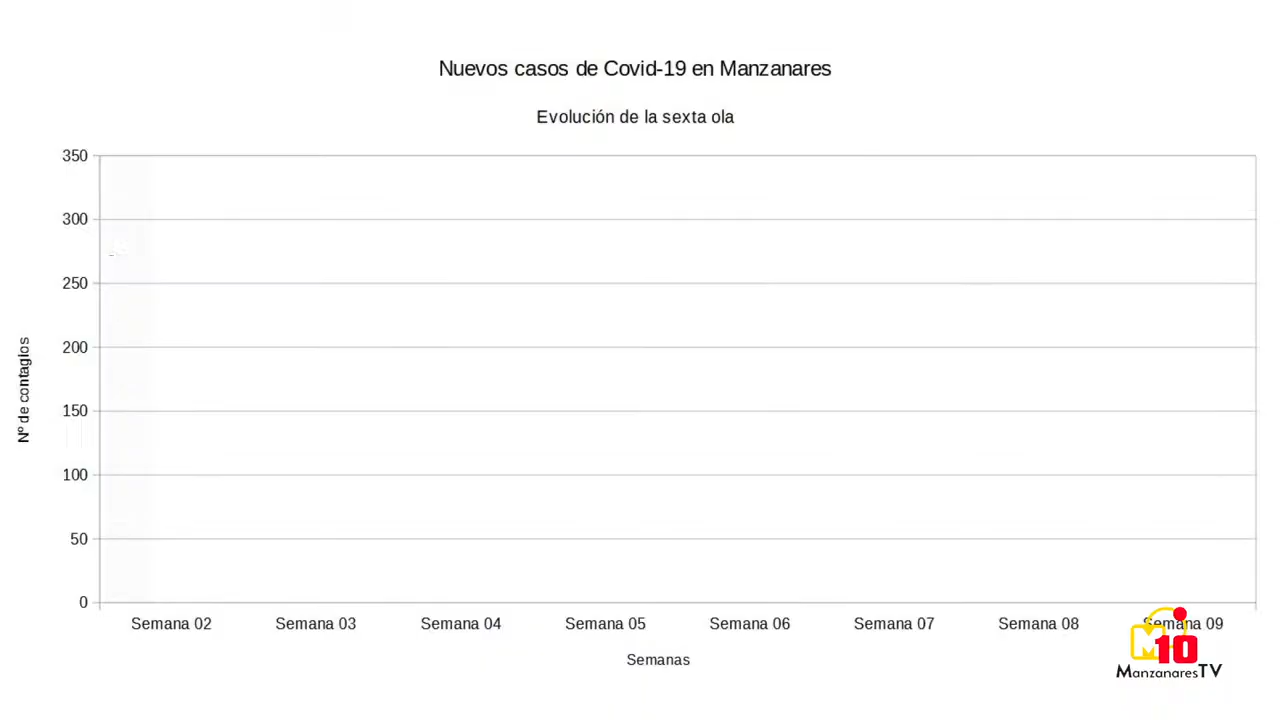 Nuevos casos de Covid-19 en Manzanares
Evolución de la sexta ola
350
300
250
200
150
100
50
0
Nº de contagios
Semana 02
Semana 03
Semana 04
Semana 05
Semana 06
Semana 07
Semana 08
Semana 09
Semanas
M10
ManzanaresTV